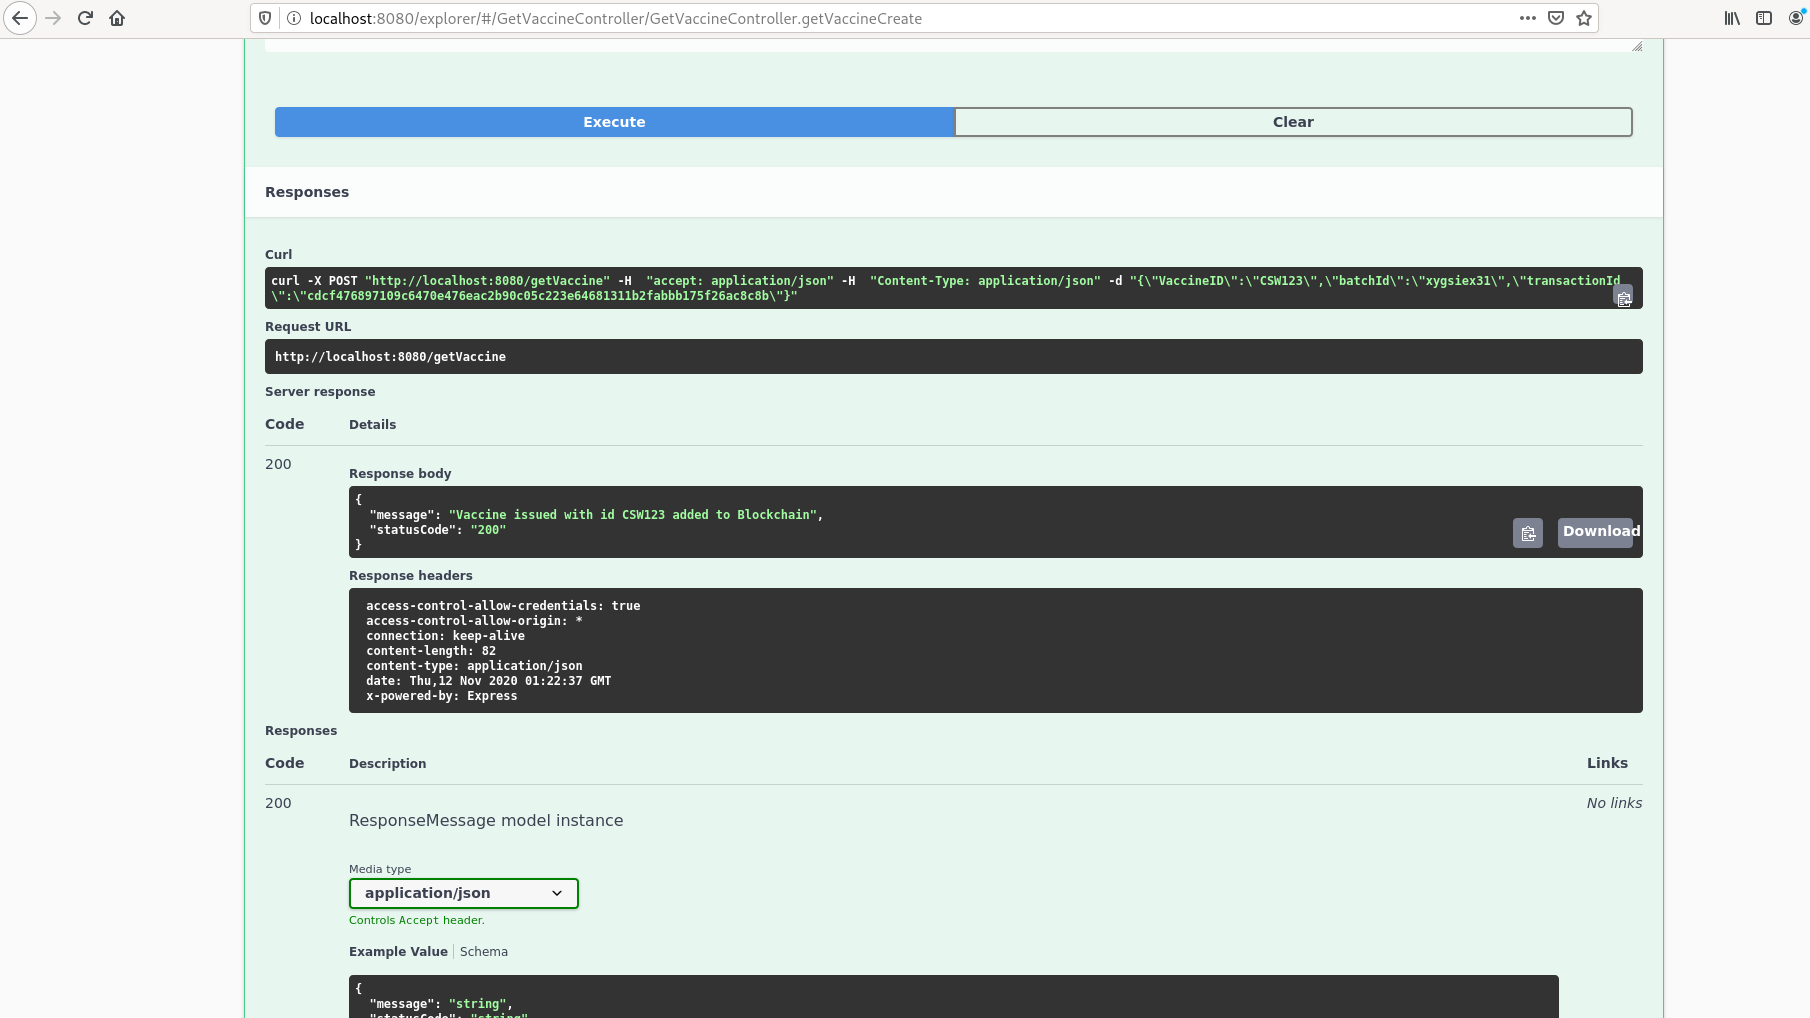 localhost:8080/explorer/#/GetVaccineController/GetVaccineController.getVaccineCreate
Execute
Clear
Responses
Curl
curl -X POST "http://localhost:8080/getVaccine" -H  "accept: application/json" -H  "Content-Type: application/json" -d "{\"VaccineID\":\"CSW123\",\"batchId\":\"xygsiex31\",\"transactionId
\":\"cdcf476897109c6470e476eac2b90c05c223e64681311b2fabbb175f26ac8c8b\"}"
Request URL
http://localhost:8080/getVaccine
Server response
Code
Details
200
Response body
{
"message": "Vaccine issued with id CSW123 added to Blockchain",
"statusCode": "200"
}
Download
Response headers
access-control-allow-credentials: true
access-control-allow-origin: *
connection: keep-alive
content-length: 82
content-type: application/json
date: Thu,12 Nov 2020 01:22:37 GMT
x-powered-by: Express
Responses
Code
Description
Links
200
No links
ResponseMessage model instance
Media type
application/json
Controls Accept header.
Example Value
Schema
{
"message": "string",
"statusCode": "string"